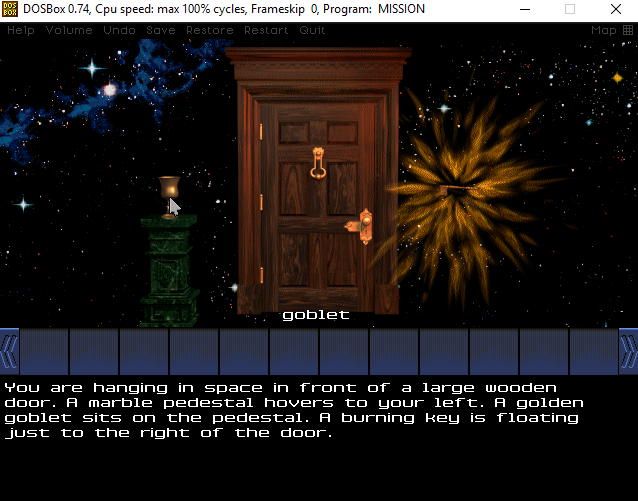 DOS
BOX
DOSBox 0.74, Cpu speed: max 100% cycles, Frameskip 0, Program: MISSION
Help Volume Undo Save Restore Restart Quit Map
goblet
You are hanging in space in front of a large wooden
door. A marble pedestal hovers to your left. A golden
goblet sits on the pedestal. A burning key is floating
just to the right of the door.